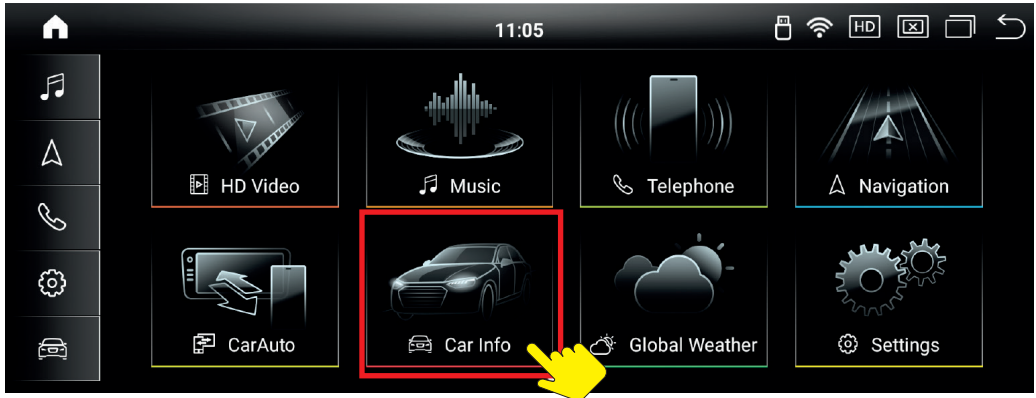 11:05
HD
HD Video
Music
Telephone
Navigation
CarAuto
Car Info
Global Weather
Settings